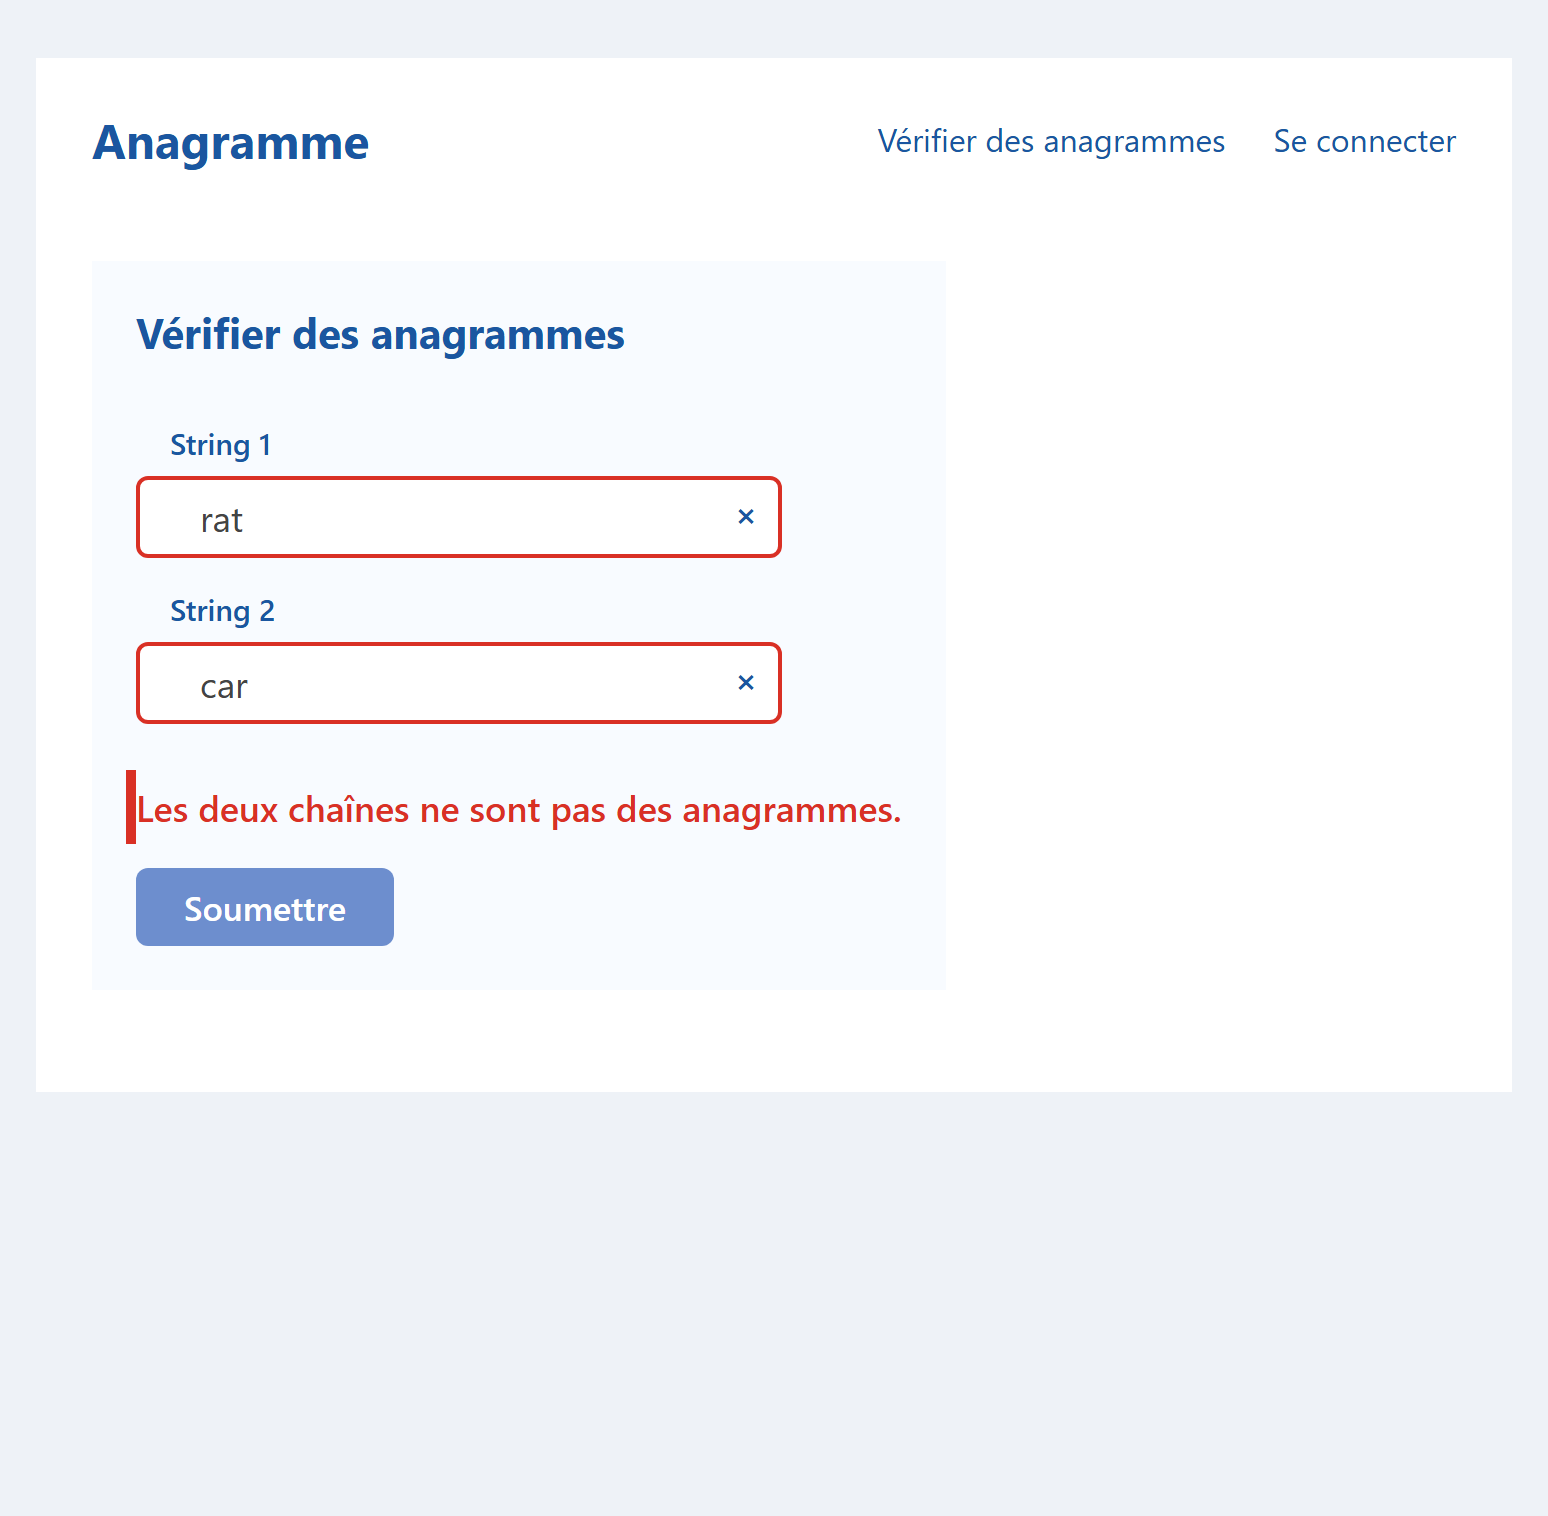 Anagramme
Vérifier des anagrammes Se connecter
Vérifier des anagrammes
String 1
rat ×
String 2
car ×
Les deux chaînes ne sont pas des anagrammes.
Soumettre